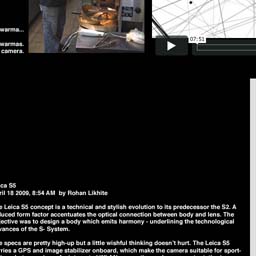 warma...
warmas.
camera.
07:51
ca S5
ril 18 2009, 8:54 AM by Rohan Likhite
e Leica S5 concept is a technical and stylish evolution to its predecessor the S2. A
duced form factor accentuates the optical connection between body and lens. The
jective was to design a body which emits harmony - underlining the technological
vances of the S- System.
e specs are pretty high-up but a little wishful thinking doesn't hurt. The Leica S5
rries a GPS and image stabilizer onboard, which make the camera suitable for sport-